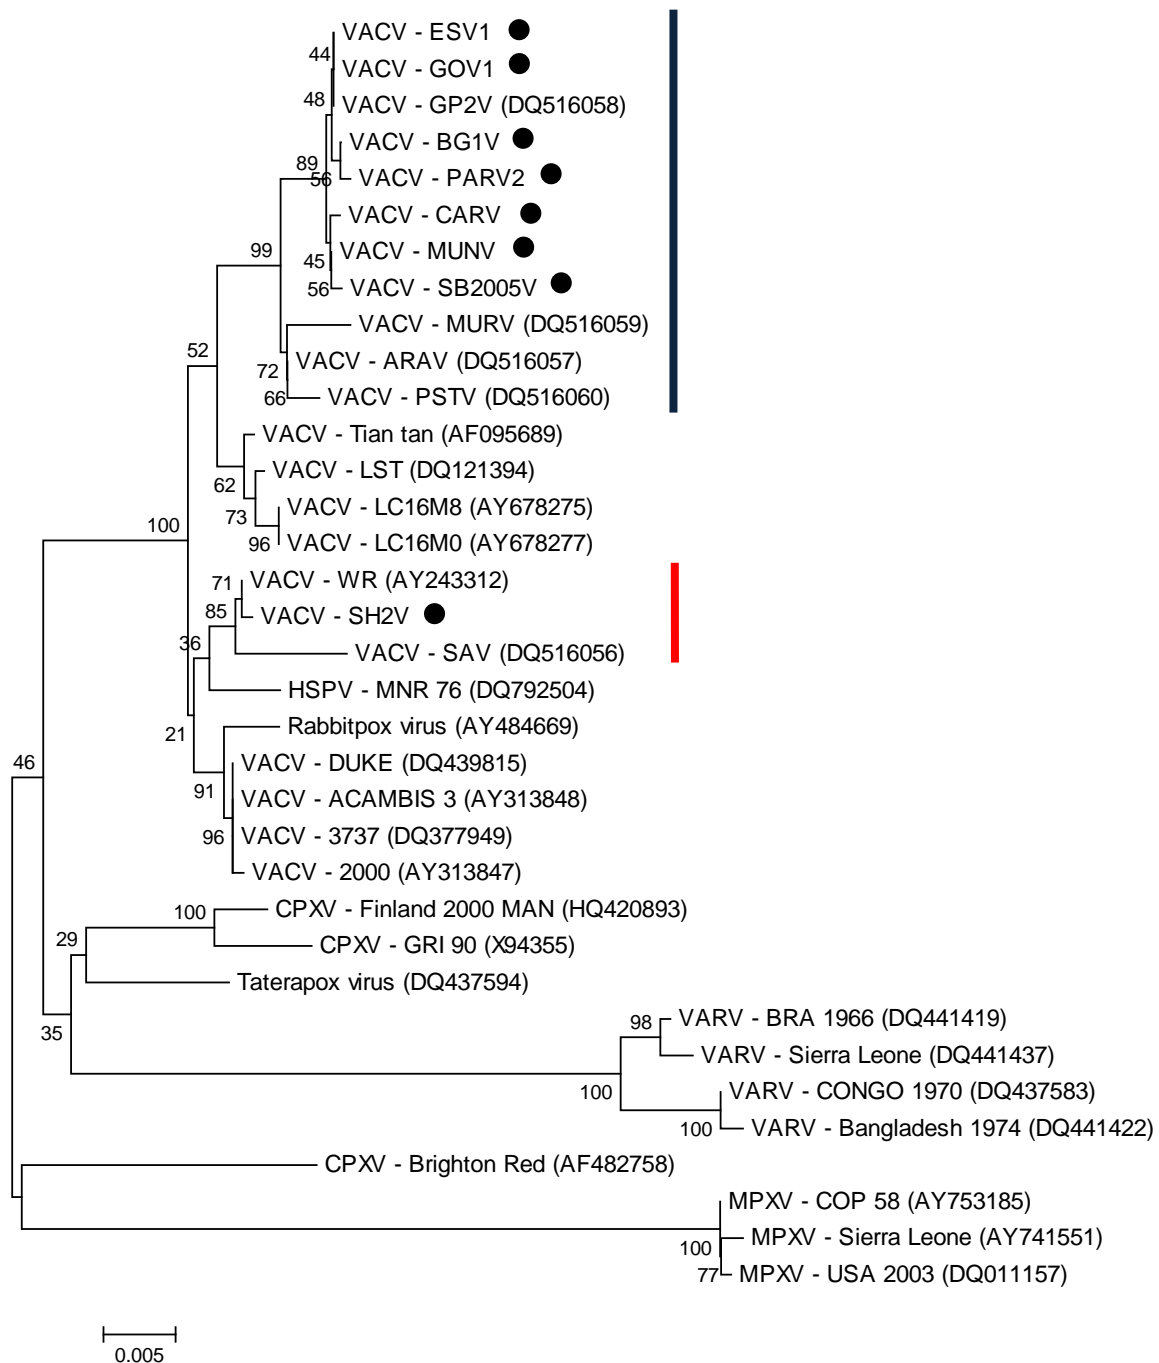 VACV - ESV1
44
VACV - GOV1
48
VACV - GP2V (DQ516058)
VACV - BG1V
89
56
VACV - PARV2
VACV - CARV
99
VACV - MUNV
45
56
VACV - SB2005V
VACV - MURV (DQ516059)
52
VACV - ARAV (DQ516057)
72
66
VACV - PSTV (DQ516060)
VACV - Tian tan (AF095689)
VACV - LST (DQ121394)
62
VACV - LC16M8 (AY678275)
73
100
96
VACV - LC16M0 (AY678277)
71
VACV - WR (AY243312)
85
VACV - SH2V
36
VACV - SAV (DQ516056)
HSPV - MNR 76 (DQ792504)
21
Rabbitpox virus (AY484669)
46
VACV - DUKE (DQ439815)
91
VACV - ACAMBIS 3 (AY313848)
96
VACV - 3737 (DQ377949)
VACV - 2000 (AY313847)
100
CPXV - Finland 2000 MAN (HQ420893)
29
CPXV - GRI 90 (X94355)
Taterapox virus (DQ437594)
35
98
VARV - BRA 1966 (DQ441419)
VARV - Sierra Leone (DQ441437)
100
VARV - CONGO 1970 (DQ437583)
100
VARV - Bangladesh 1974 (DQ441422)
CPXV - Brighton Red (AF482758)
MPXV - COP 58 (AY753185)
100
MPXV - Sierra Leone (AY741551)
77
MPXV - USA 2003 (DQ011157)
0.005